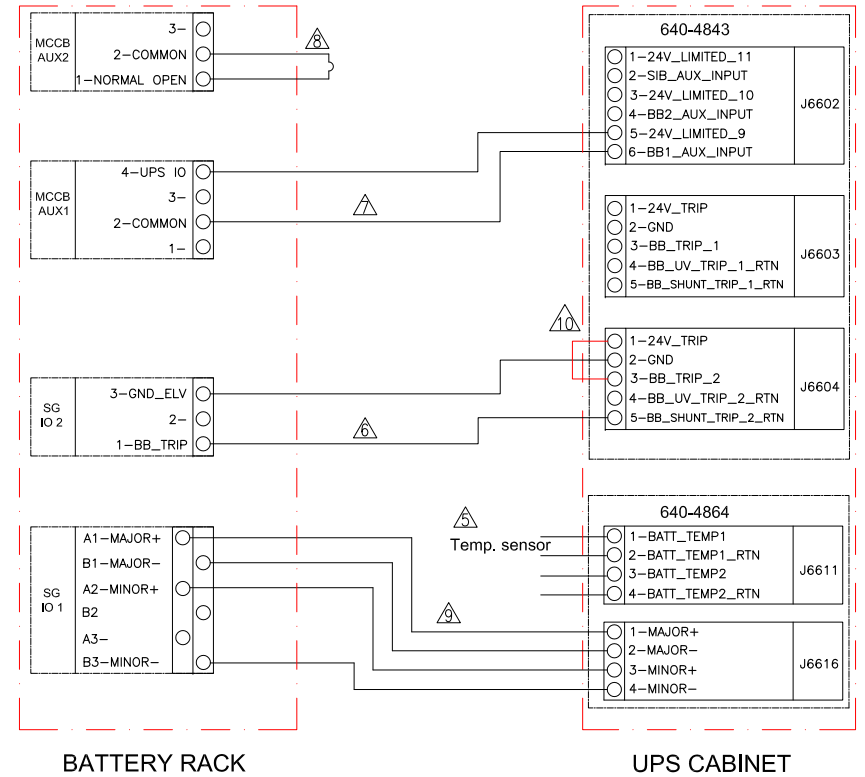 MCCB
AUX2
3-
2-COMMON
1-NORMAL OPEN
8
MCCB
AUX1
4-UPS IO
3-
2-COMMON
1-
7
SG
IO 2
3-GND_ELV
2-
1-BB_TRIP
6
SG
IO 1
A1-MAJOR+
B1-MAJOR-
A2-MINOR+
B2
A3-
B3-MINOR-
9
5
Temp. sensor
10
640-4843
1-24V_LIMITED_11
2-SIB_AUX_INPUT
3-24V_LIMITED_10
4-BB2_AUX_INPUT
5-24V_LIMITED_9
6-BB1_AUX_INPUT
J6602
1-24V_TRIP
2-GND
3-BB_TRIP_1
4-BB_UV_TRIP_1_RTN
5-BB_SHUNT_TRIP_1_RTN
J6603
1-24V_TRIP
2-GND
3-BB_TRIP_2
4-BB_UV_TRIP_2_RTN
5-BB_SHUNT_TRIP_2_RTN
J6604
640-4864
1-BATT_TEMP1
2-BATT_TEMP1_RTN
3-BATT_TEMP2
4-BATT_TEMP2_RTN
J6611
1-MAJOR+
2-MAJOR-
3-MINOR+
4-MINOR-
J6616
BATTERY RACK
UPS CABINET